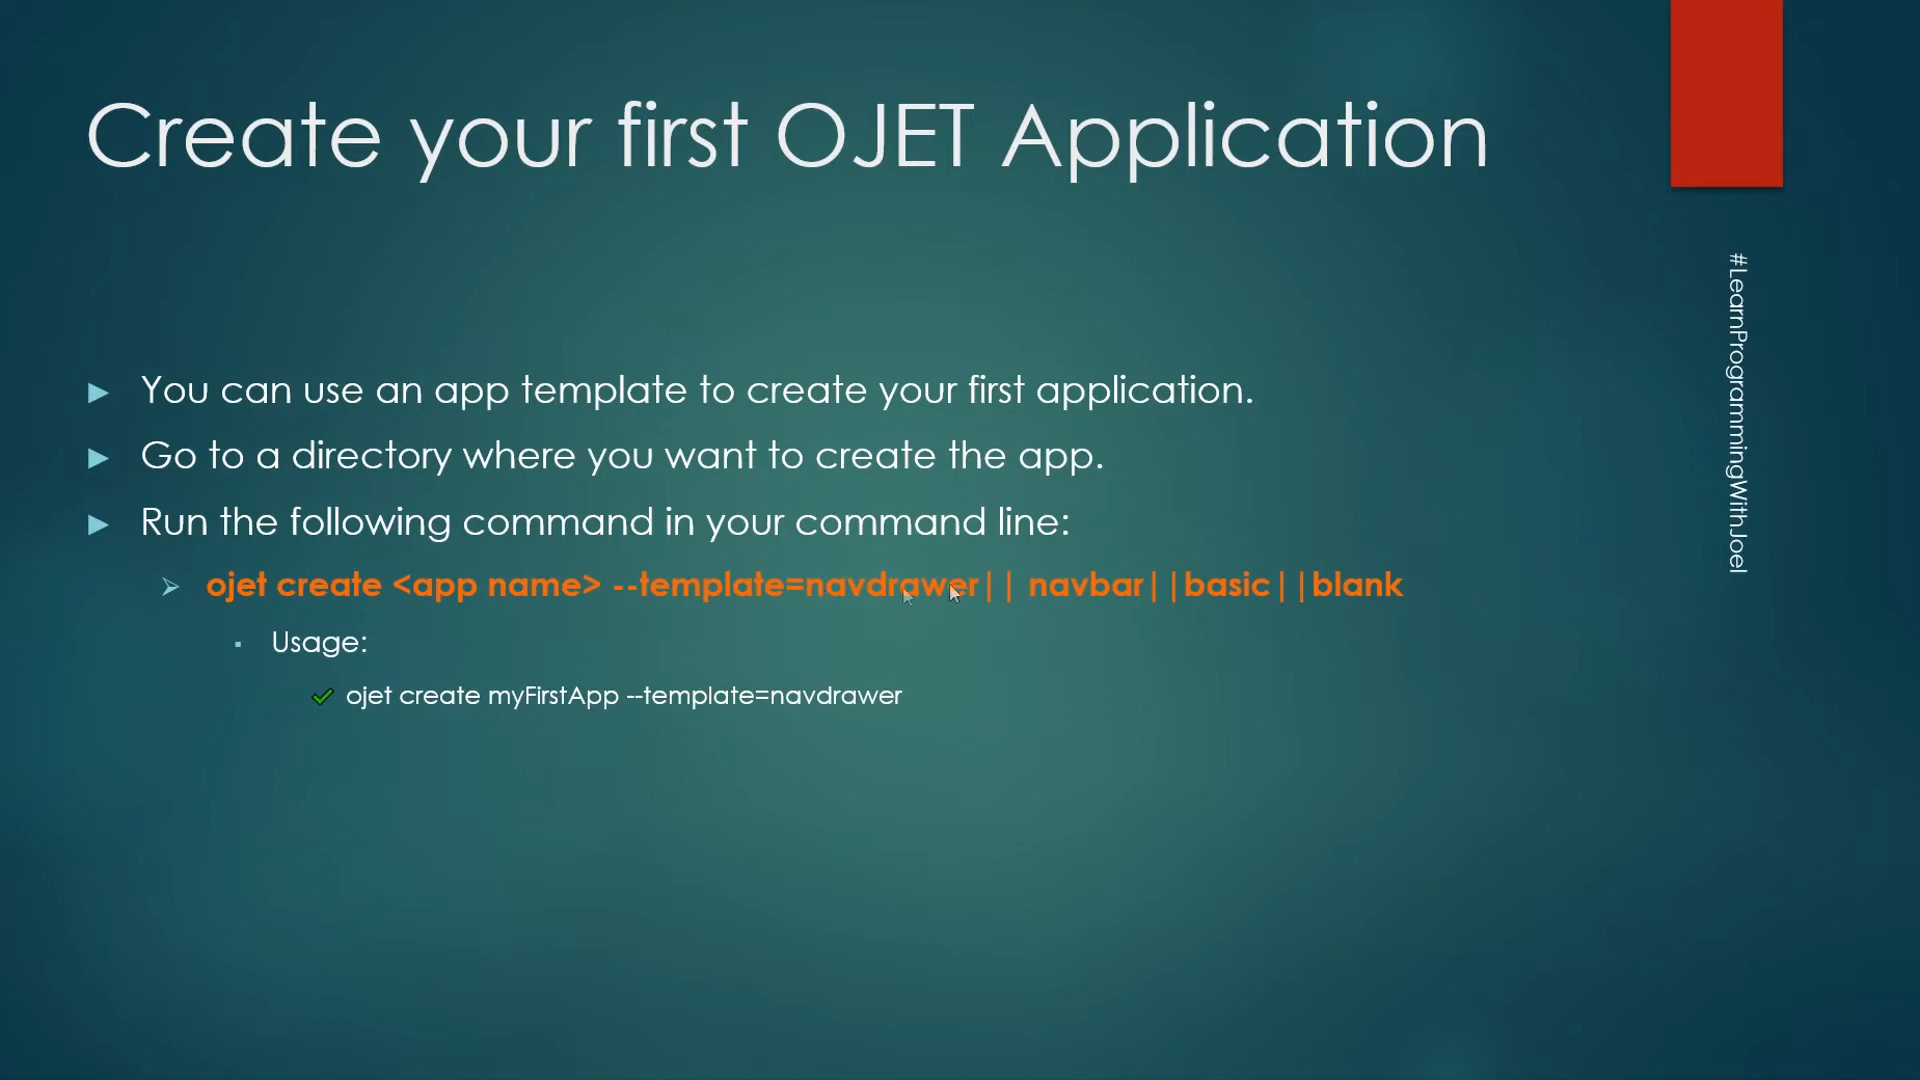 Create your first OJET Application
You can use an app template to create your first application.
Go to a directory where you want to create the app.
Run the following command in your command line:
ojet create <app name> --template=navdrawer|| navbar||basic||blank
Usage:
ojet create myFirstApp --template=navdrawer
#LearnProgrammingWithJoel